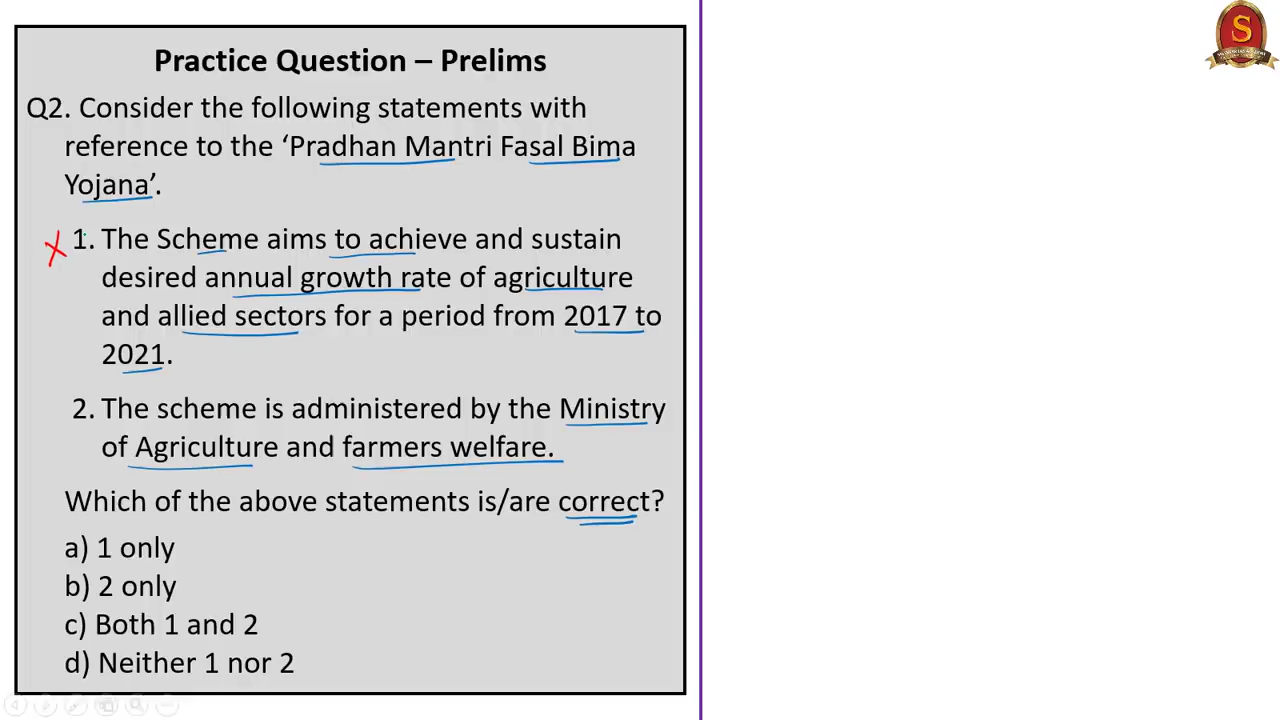 Practice Question – Prelims
Q2. Consider the following statements with
reference to the ‘Pradhan Mantri Fasal Bima
Yojana’.
1. The Scheme aims to achieve and sustain
desired annual growth rate of agriculture
and allied sectors for a period from 2017 to
2021.
2. The scheme is administered by the Ministry
of Agriculture and farmers welfare.
Which of the above statements is/are correct?
a) 1 only
b) 2 only
c) Both 1 and 2
d) Neither 1 nor 2
S